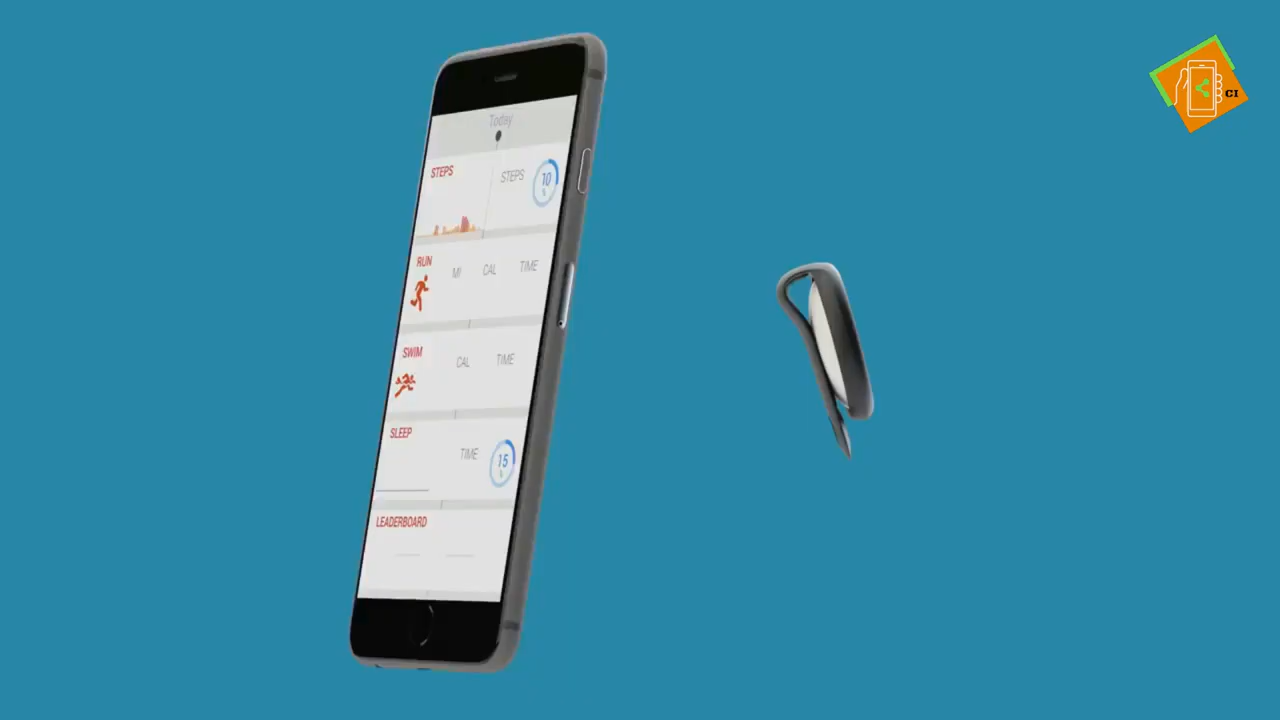 Today
STEPS
STEPS
10
%
RUN
MI
CAL
TIME
SWIM
CAL
TIME
SLEEP
TIME
15
%
LEADERBOARD
CI